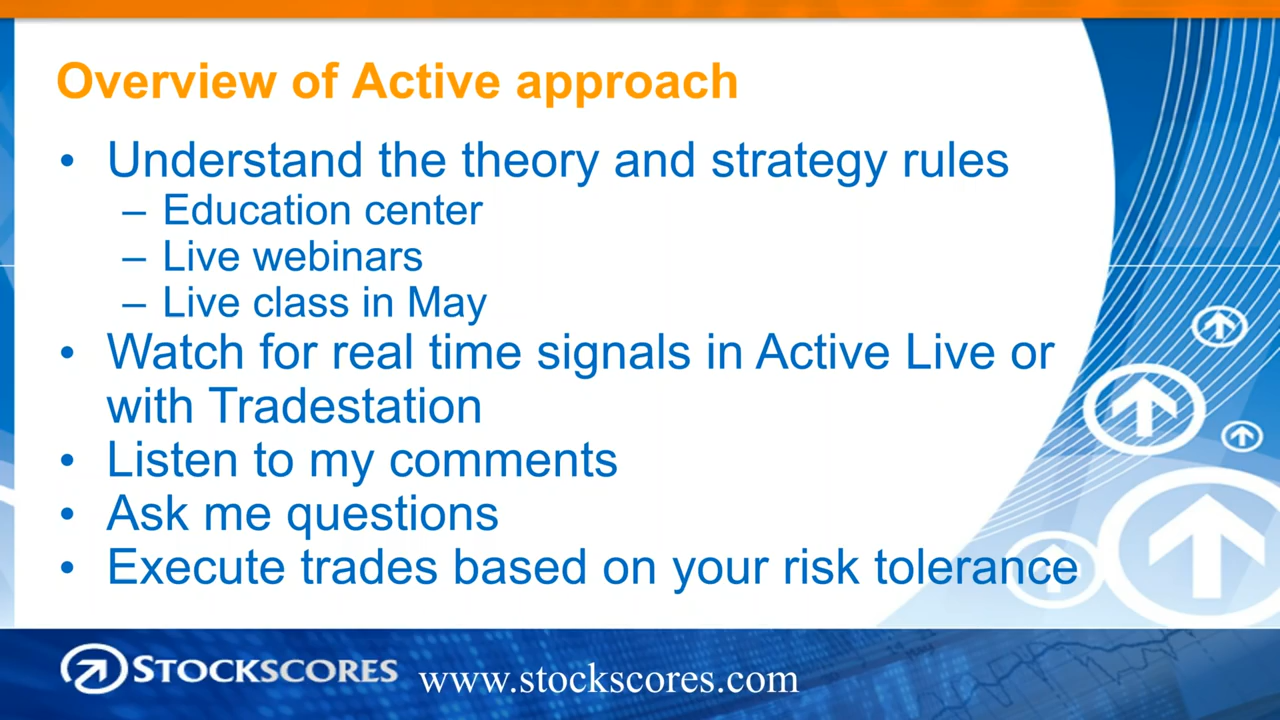 Overview of Active approach
• Understand the theory and strategy rules
– Education center
– Live webinars
– Live class in May
• Watch for real time signals in Active Live or
with Tradestation
• Listen to my comments
• Ask me questions
• Execute trades based on your risk tolerance
STOCKSCORES www.stockscores.com